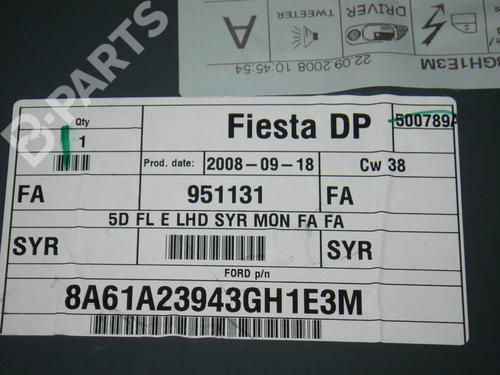 B-PARTS
A
TWEETER
DRIVER
22.09.2008 10:45:54
8GH1E3M
Qty
1
Fiesta DP
500789A
Prod. date: 2008-09-18 Cw 38
FA 951131 FA
5D FL E LHD SYR MON FA FA
SYR SYR
FORD p/n
8A61A23943GH1E3M